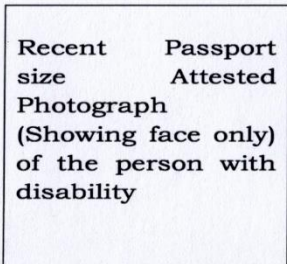 Recent Passport
size Attested
Photograph
(Showing face only)
of the person with
disability